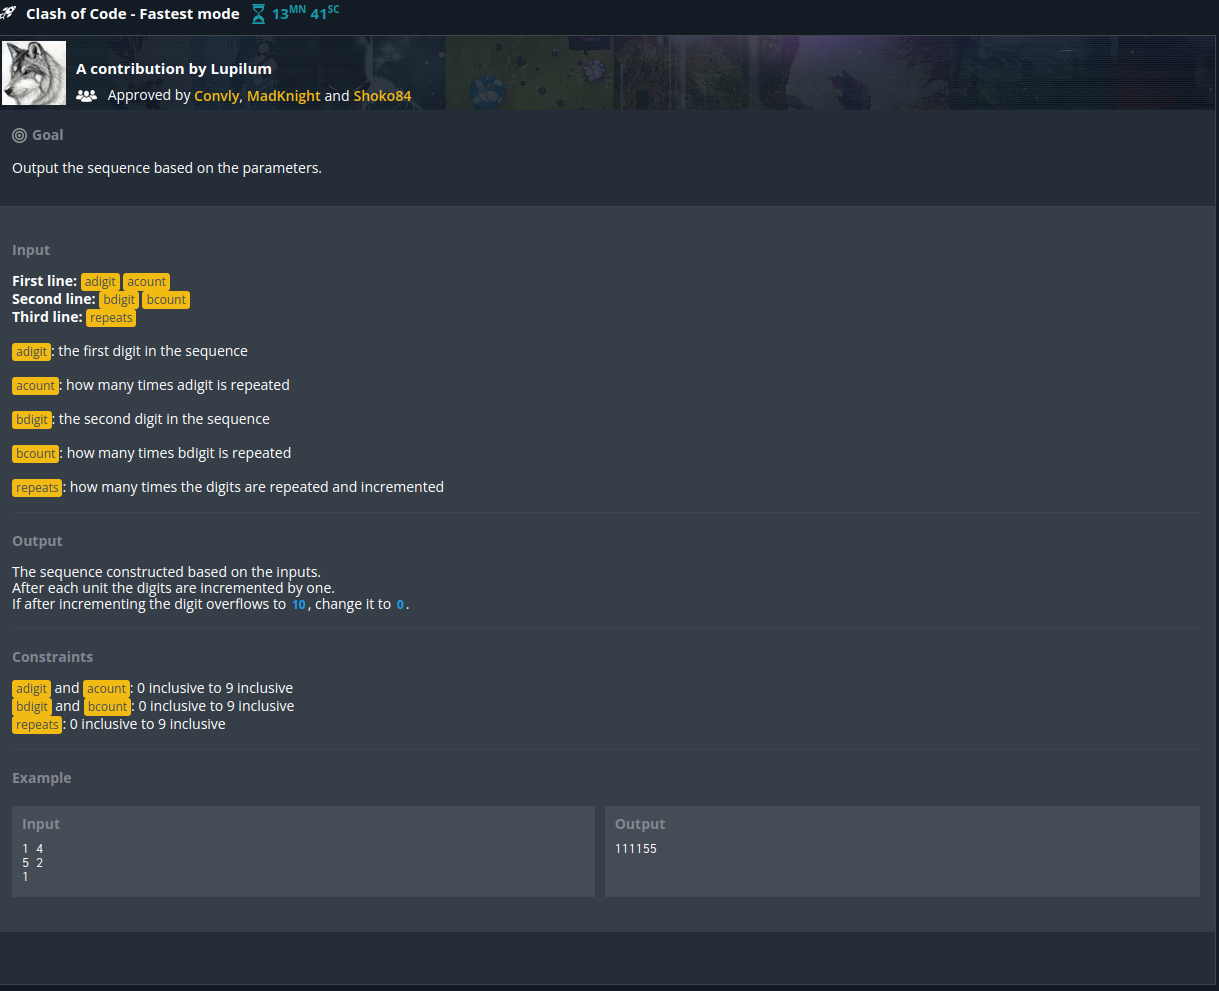 Clash of Code - Fastest mode 13MN 41SC
A contribution by Lupilum
Approved by Convly, MadKnight and Shoko84
Goal
Output the sequence based on the parameters.
Input
First line: adigit acount
Second line: bdigit bcount
Third line: repeats
adigit: the first digit in the sequence
acount: how many times adigit is repeated
bdigit: the second digit in the sequence
bcount: how many times bdigit is repeated
repeats: how many times the digits are repeated and incremented
Output
The sequence constructed based on the inputs.
After each unit the digits are incremented by one.
If after incrementing the digit overflows to 10, change it to 0.
Constraints
adigit and acount: 0 inclusive to 9 inclusive
bdigit and bcount: 0 inclusive to 9 inclusive
repeats: 0 inclusive to 9 inclusive
Example
Input
1 4
5 2
1
Output
111155